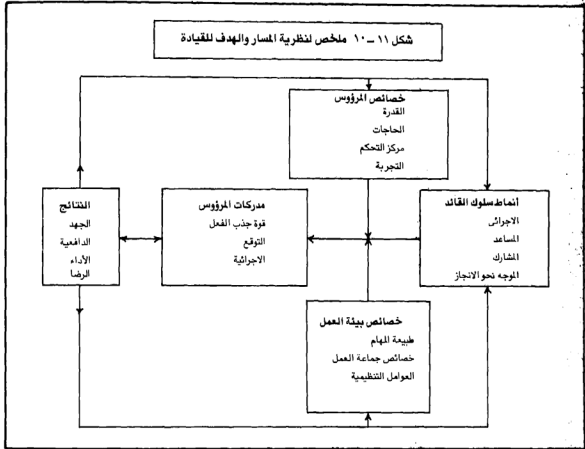 شكل ١١ – ١٠ ملخص لنظرية المسار والهدف للقيادة
خصائص المرؤوس
القدرة
الحاجات
مركز التحكم
التجربة
أنماط سلوك القائد
الاجرائى
المساعد
المشارك
الموجه نحو الانجاز
مدركات المرؤوس
قوة جذب الفعل
التوقع
الاجرائية
النتائج
الجهد
الدافعية
الأداء
الرضا
خصائص بيئة العمل
طبيعة المهام
خصائص جماعة العمل
العوامل التنظيمية